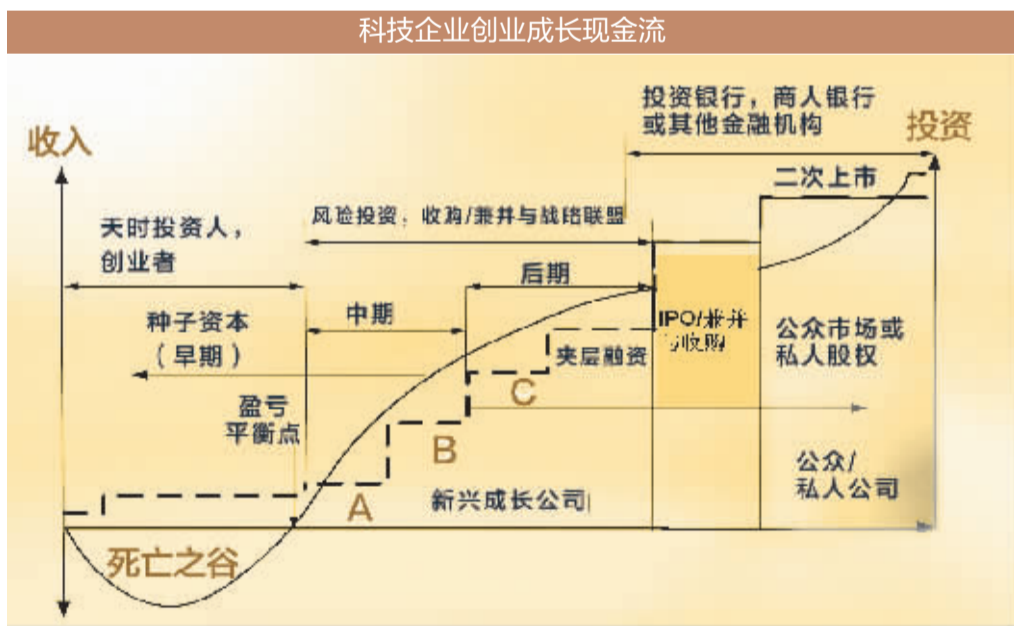 科技企业创业成长现金流
投资银行，商人银行
或其他金融机构
收入
投资
二次上市
天时投资人，
创业者
风险投资，收购/兼并与战略联盟
后期
中期
种子资本
（早期）
IPO/兼并
与收购
公众市场或
私人股权
夹层融资
C
盈亏
平衡点
B
公众/
私人公司
A
新兴成长公司
死亡之谷